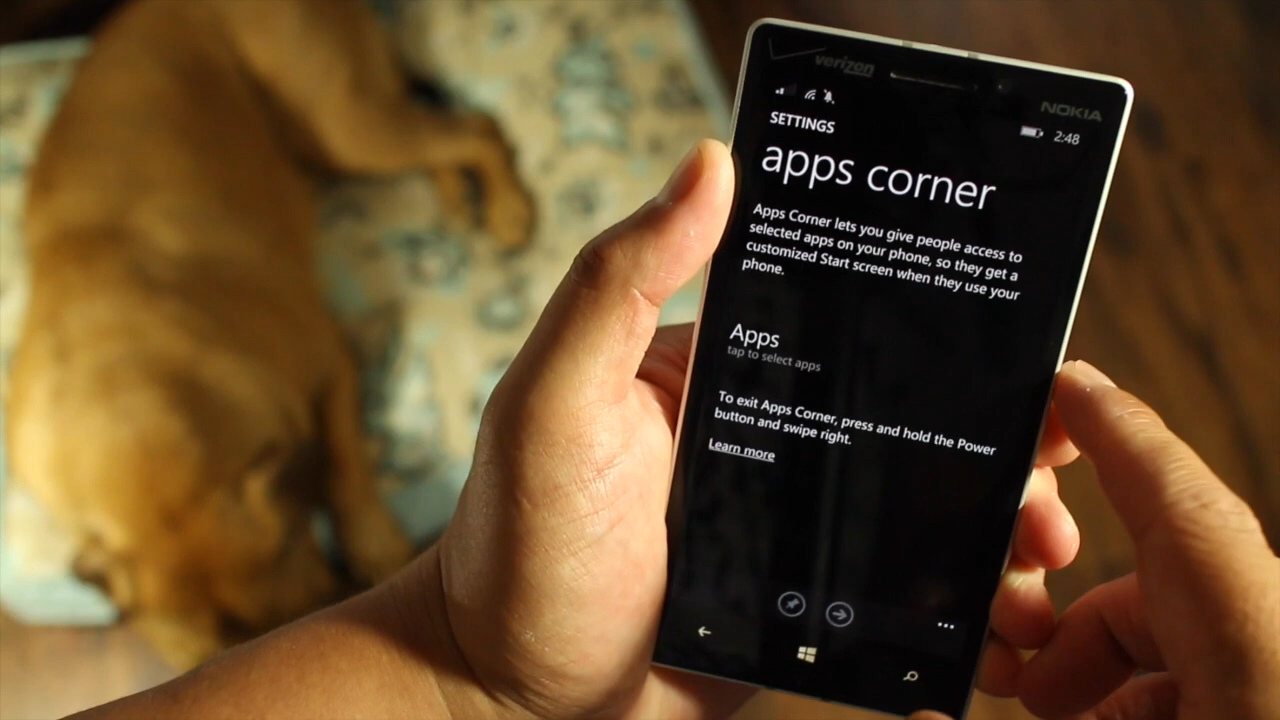 verizon
NOKIA
2:48
SETTINGS
apps corner
Apps Corner lets you give people access to
selected apps on your phone, so they get a
customized Start screen when they use your
phone.
Apps
tap to select apps
To exit Apps Corner, press and hold the Power
button and swipe right.
Learn more